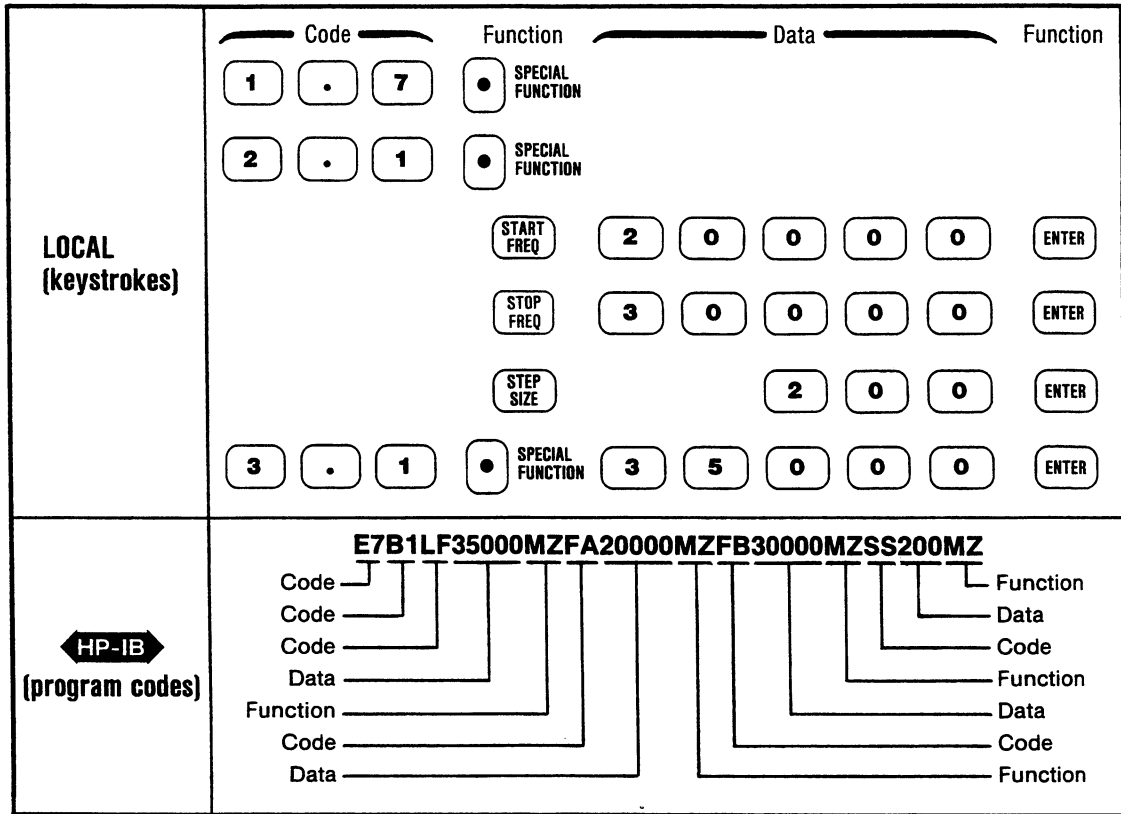 Code Function Data Function
1 . 7 SPECIAL FUNCTION
2 . 1 SPECIAL FUNCTION
LOCAL
(keystrokes)
START FREQ 2 0 0 0 0 ENTER
STOP FREQ 3 0 0 0 0 ENTER
STEP SIZE 2 0 0 ENTER
3 . 1 SPECIAL FUNCTION 3 5 0 0 0 ENTER
HP-IB
(program codes)
E7B1LF35000MZFA20000MZFB30000MZSS200MZ
Code Function
Code Data
Code Code
Data Function
Function Data
Code Code
Data Function